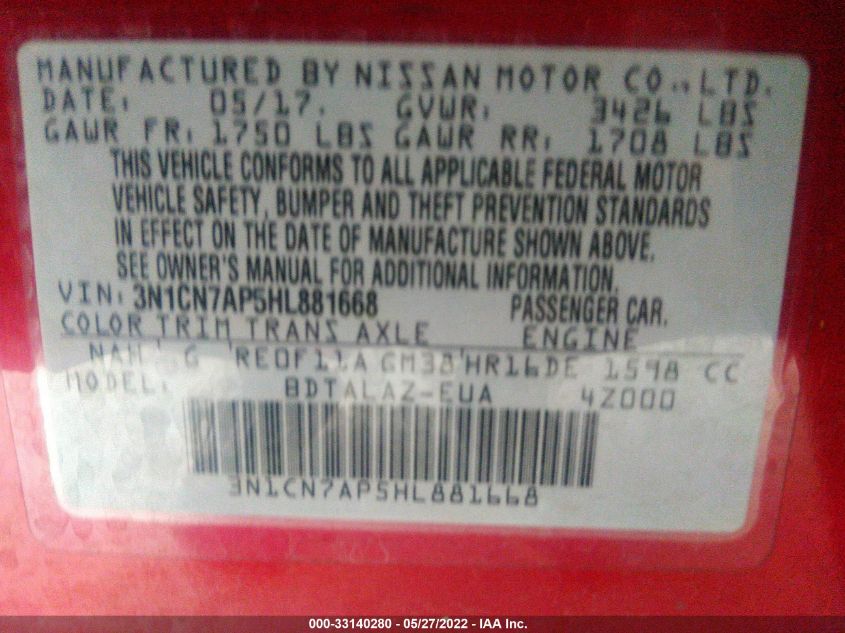 MANUFACTURED BY NISSAN MOTOR CO., LTD.
DATE: 05/17. GVWR: 3426 LBS
GAWR FR: 1750 LBS GAWR RR: 1708 LBS
THIS VEHICLE CONFORMS TO ALL APPLICABLE FEDERAL MOTOR
VEHICLE SAFETY, BUMPER AND THEFT PREVENTION STANDARDS
IN EFFECT ON THE DATE OF MANUFACTURE SHOWN ABOVE.
SEE OWNER'S MANUAL FOR ADDITIONAL INFORMATION.
VIN: 3N1CN7AP5HL881668 PASSENGER CAR.
COLOR TRIM TRANS AXLE ENGINE
NAH' G 'RE0F11A GM38'HR16DE 1598 CC
MODEL: BDTALAZ-EUA 4Z000
3N1CN7AP5HL881668
000-33140280 - 05/27/2022 - IAA Inc.